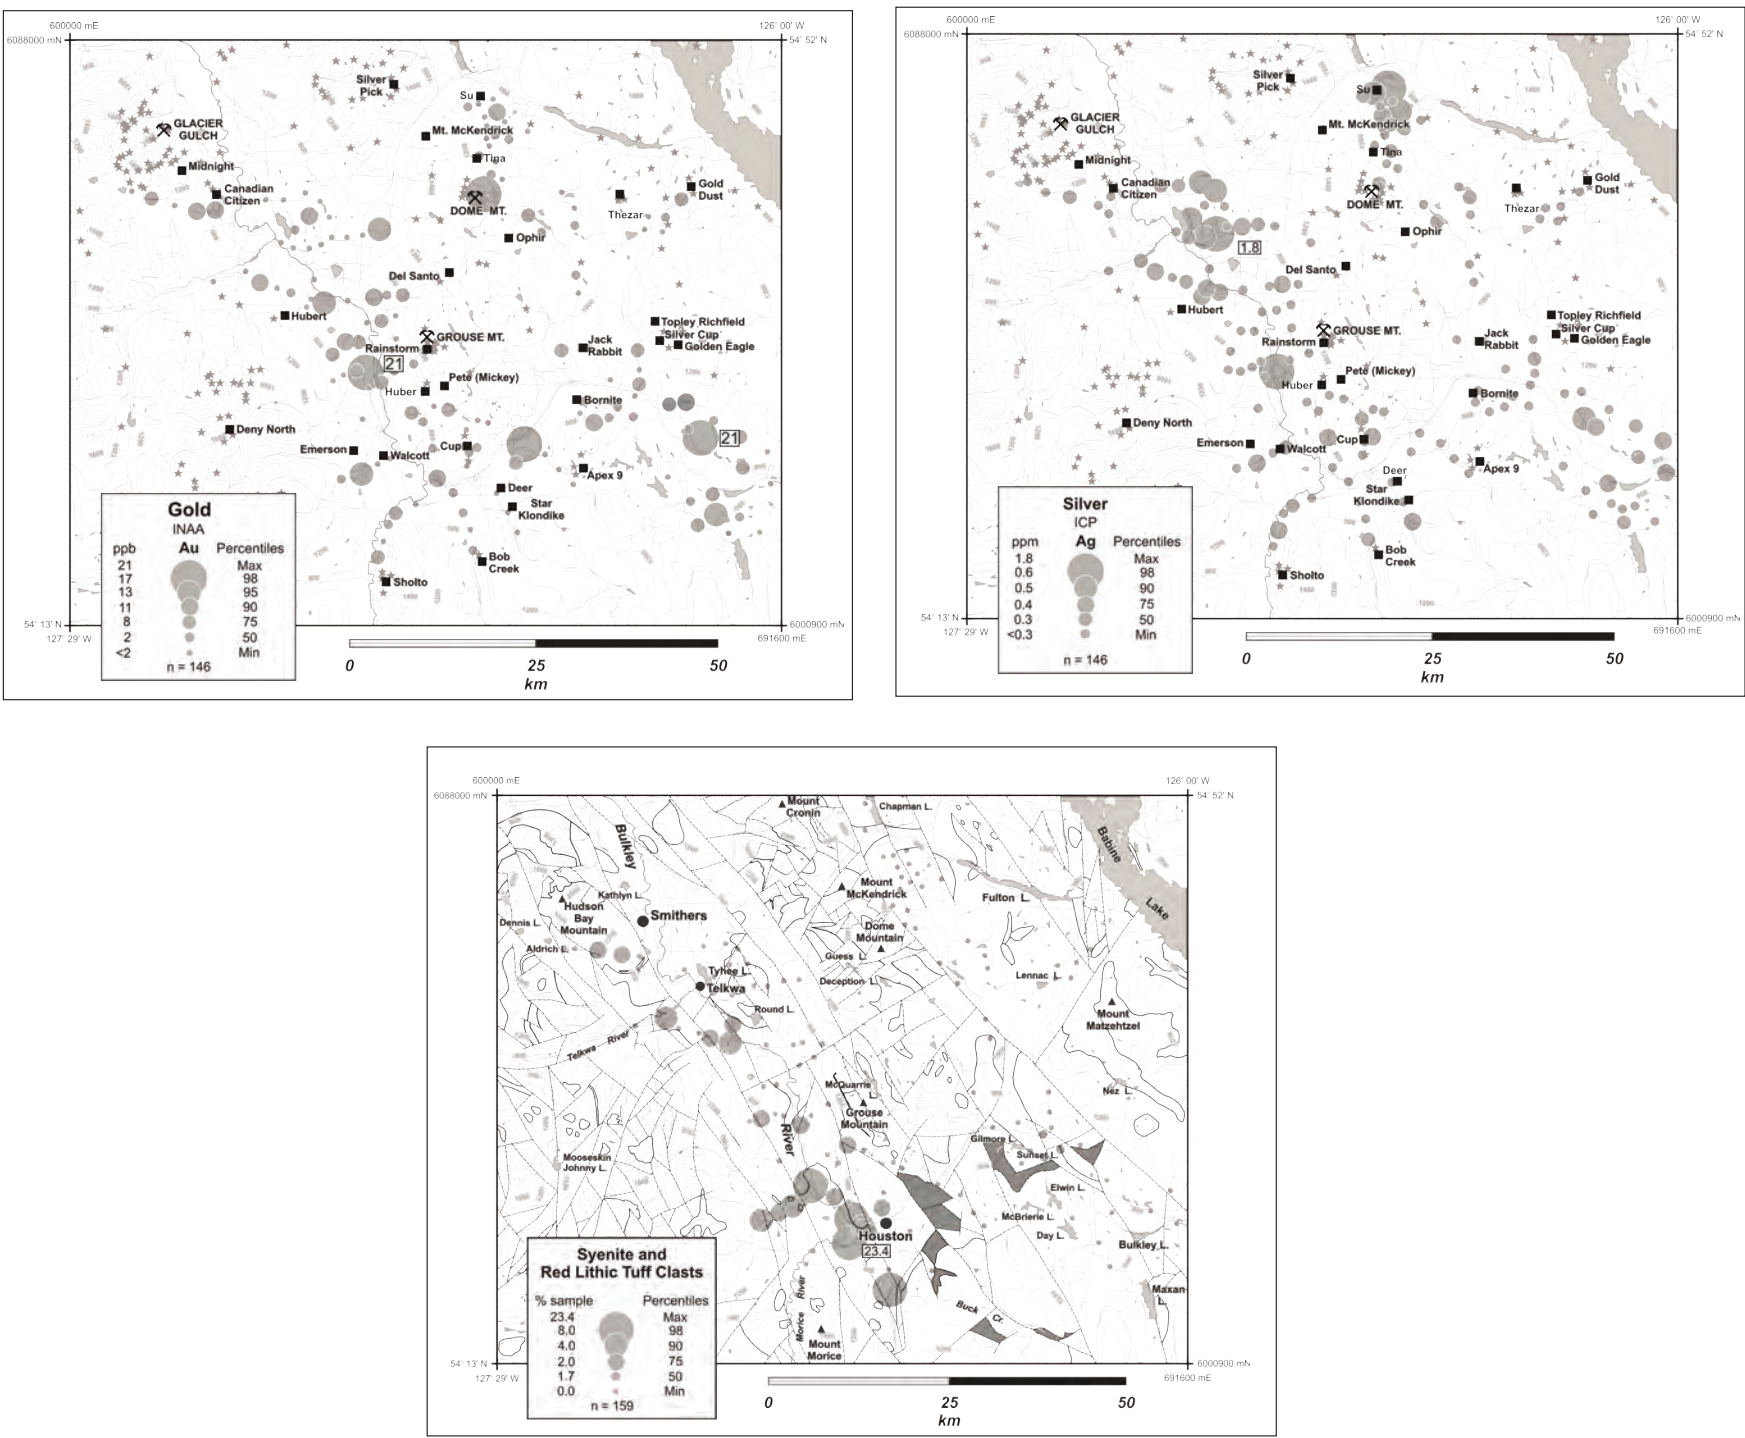 600000 mE
126° 00' W
6088000 mN
54° 52' N
Silver
Pick
Su
GLACIER
GULCH
Mt. McKendrick
Tina
Midnight
Canadian
Citizen
Gold
Dust
DOME MT.
Thezar
Ophir
Del Santo
Hubert
Topley Richfield
Silver Cup
Golden Eagle
GROUSE MT.
Jack
Rabbit
Rainstorm
21
Pete (Mickey)
Huber
Bornite
Deny North
21
Emerson
Walcott
Cup
Apex 9
Deer
Star
Klondike
Bob
Creek
Sholto
Gold
INAA
ppb Au Percentiles
21 Max
17 98
13 95
11 90
8 75
2 50
<2 Min
n = 146
54° 13' N
127° 29' W
6000900 mN
691600 mE
0 25 50
km
600000 mE
126° 00' W
6088000 mN
54° 52' N
Silver
Pick
Su
GLACIER
GULCH
Mt. McKendrick
Tina
Midnight
Canadian
Citizen
Gold
Dust
DOME MT.
Thezar
Ophir
1.8
Del Santo
Hubert
Topley Richfield
Silver Cup
Golden Eagle
GROUSE MT.
Jack
Rabbit
Rainstorm
Pete (Mickey)
Huber
Bornite
Deny North
Emerson
Walcott
Cup
Apex 9
Deer
Star
Klondike
Bob
Creek
Sholto
Silver
ICP
ppm Ag Percentiles
1.8 Max
0.6 98
0.5 90
0.4 75
0.3 50
<0.3 Min
n = 146
54° 13' N
127° 29' W
6000900 mN
691600 mE
0 25 50
km
600000 mE
126° 00' W
6088000 mN
54° 52' N
Mount
Cronin
Chapman L.
Bulkley
Babine
Lake
Kathlyn L.
Hudson
Bay
Mountain
Smithers
Mount
McKendrick
Fulton L.
Dennis L.
Aldrich L.
Dome
Mountain
Guess L.
Tyhee L.
Telkwa
Deception L.
Lennac L.
Round L.
Mount
Matzehtzel
Telkwa River
McQuarrie
L.
Grouse
Mountain
Nez L.
River
Gilmore L.
Sunset L.
Mooseskin
Johnny L.
Elwin L.
McBrierie L.
Day L.
Houston
23.4
Bulkley L.
Maxan
L.
Morice River
Buck Cr.
Mount
Morice
Syenite and
Red Lithic Tuff Clasts
% sample Percentiles
23.4 Max
8.0 98
4.0 90
2.0 75
1.7 50
0.0 Min
n = 159
54° 13' N
127° 29' W
6000900 mN
691600 mE
0 25 50
km